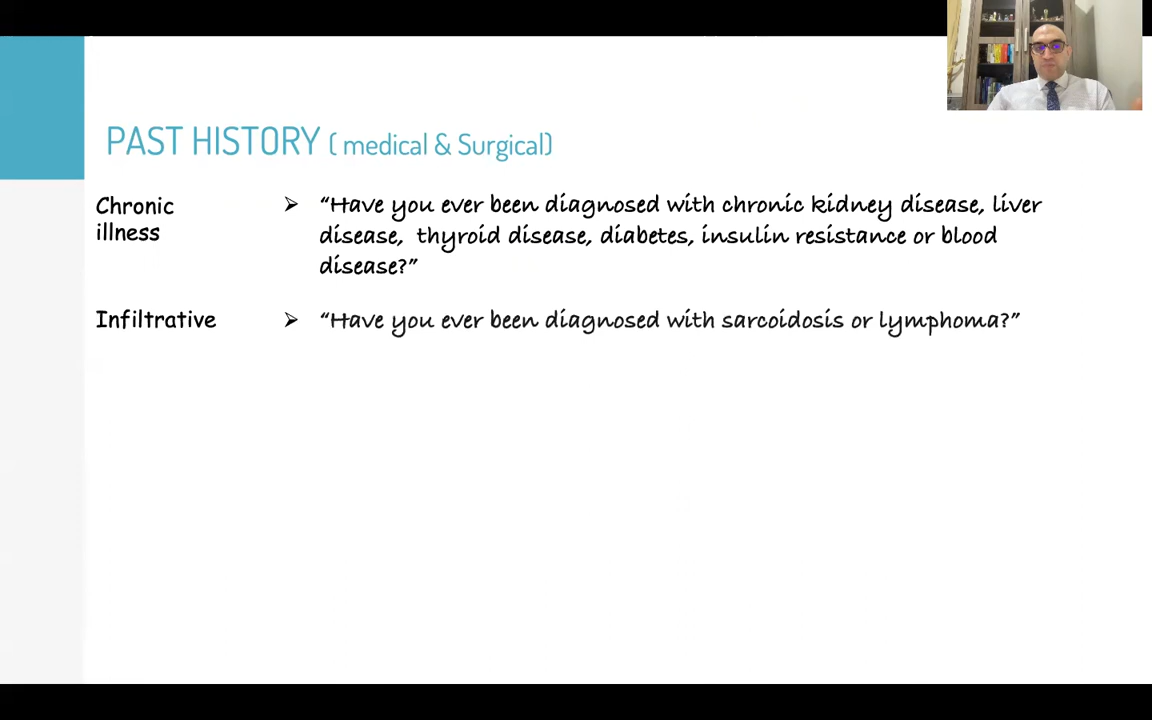 PAST HISTORY ( medical & Surgical)
Chronic
illness
➢ “Have you ever been diagnosed with chronic kidney disease, liver
disease, thyroid disease, diabetes, insulin resistance or blood
disease?”
Infiltrative
➢ “Have you ever been diagnosed with sarcoidosis or lymphoma?”